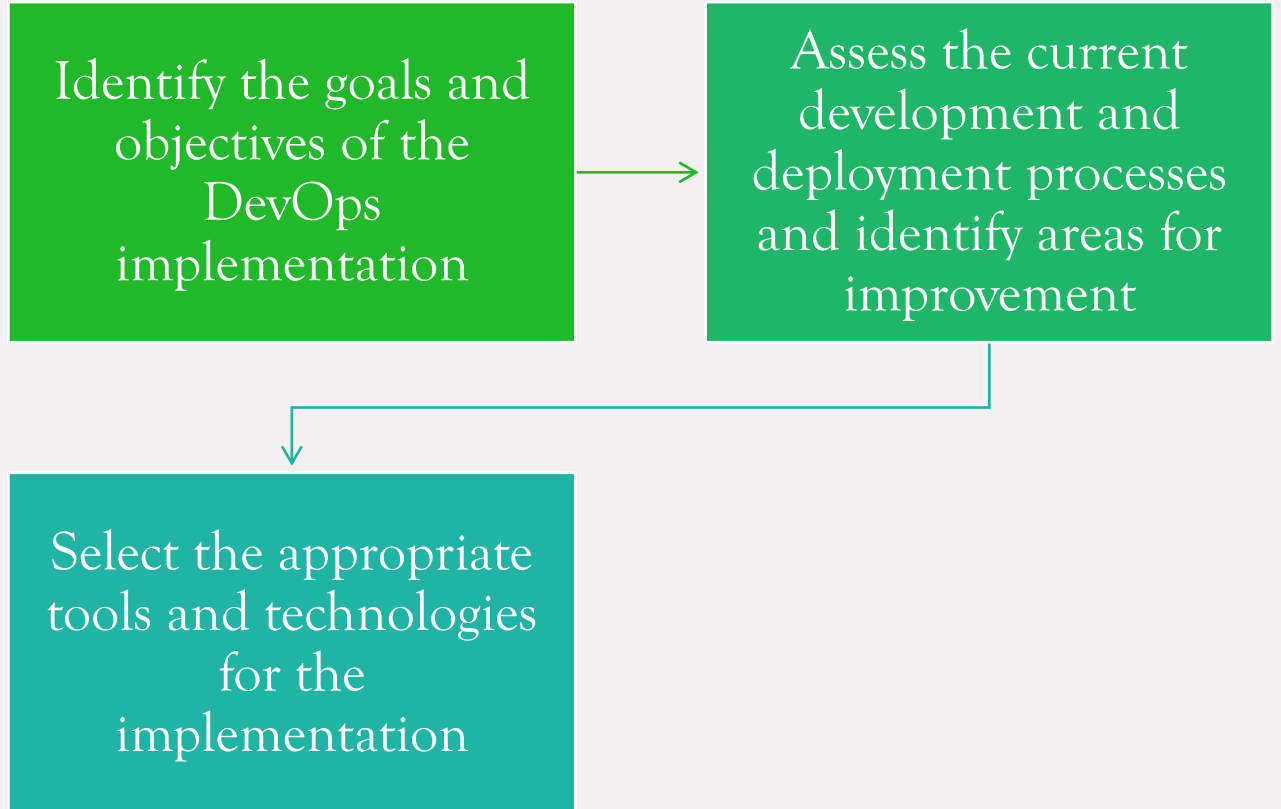 Identify the goals and
objectives of the
DevOps
implementation
Assess the current
development and
deployment processes
and identify areas for
improvement
Select the appropriate
tools and technologies
for the
implementation